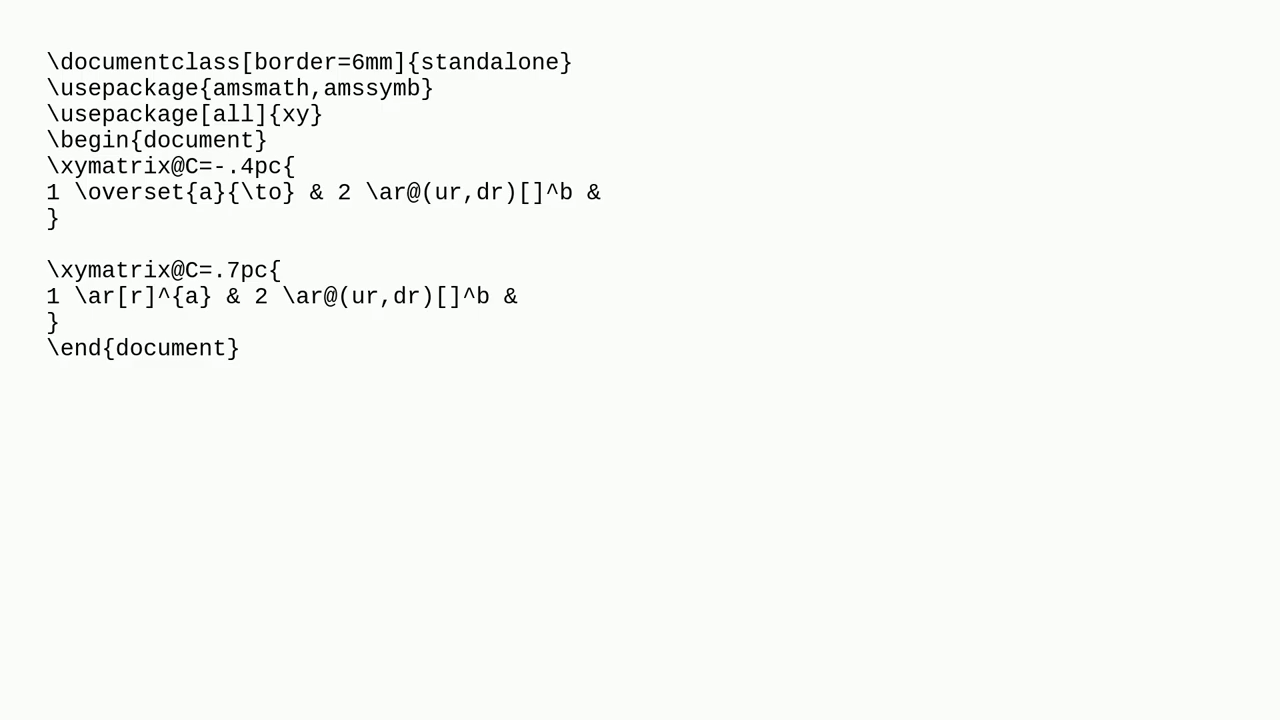 \documentclass[border=6mm]{standalone}
\usepackage{amsmath,amssymb}
\usepackage[all]{xy}
\begin{document}
\xymatrix@C=-.4pc{
1 \overset{a}{\to} & 2 \ar@(ur,dr)[]^b &
}

\xymatrix@C=.7pc{
1 \ar[r]^{a} & 2 \ar@(ur,dr)[]^b &
}
\end{document}